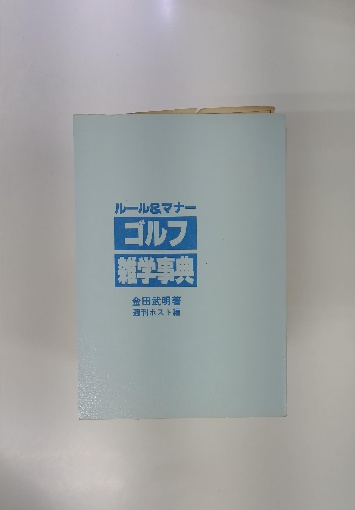 ルール&マナー
ゴルフ
雑学事典
金田武明著
週刊ポスト編